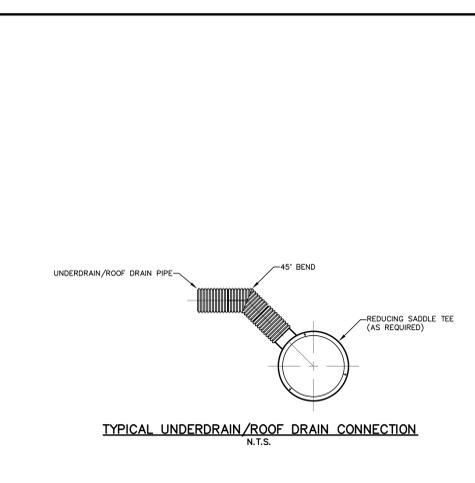 UNDERDRAIN/ROOF DRAIN PIPE
45° BEND
REDUCING SADDLE TEE
(AS REQUIRED)
TYPICAL UNDERDRAIN/ROOF DRAIN CONNECTION
N.T.S.